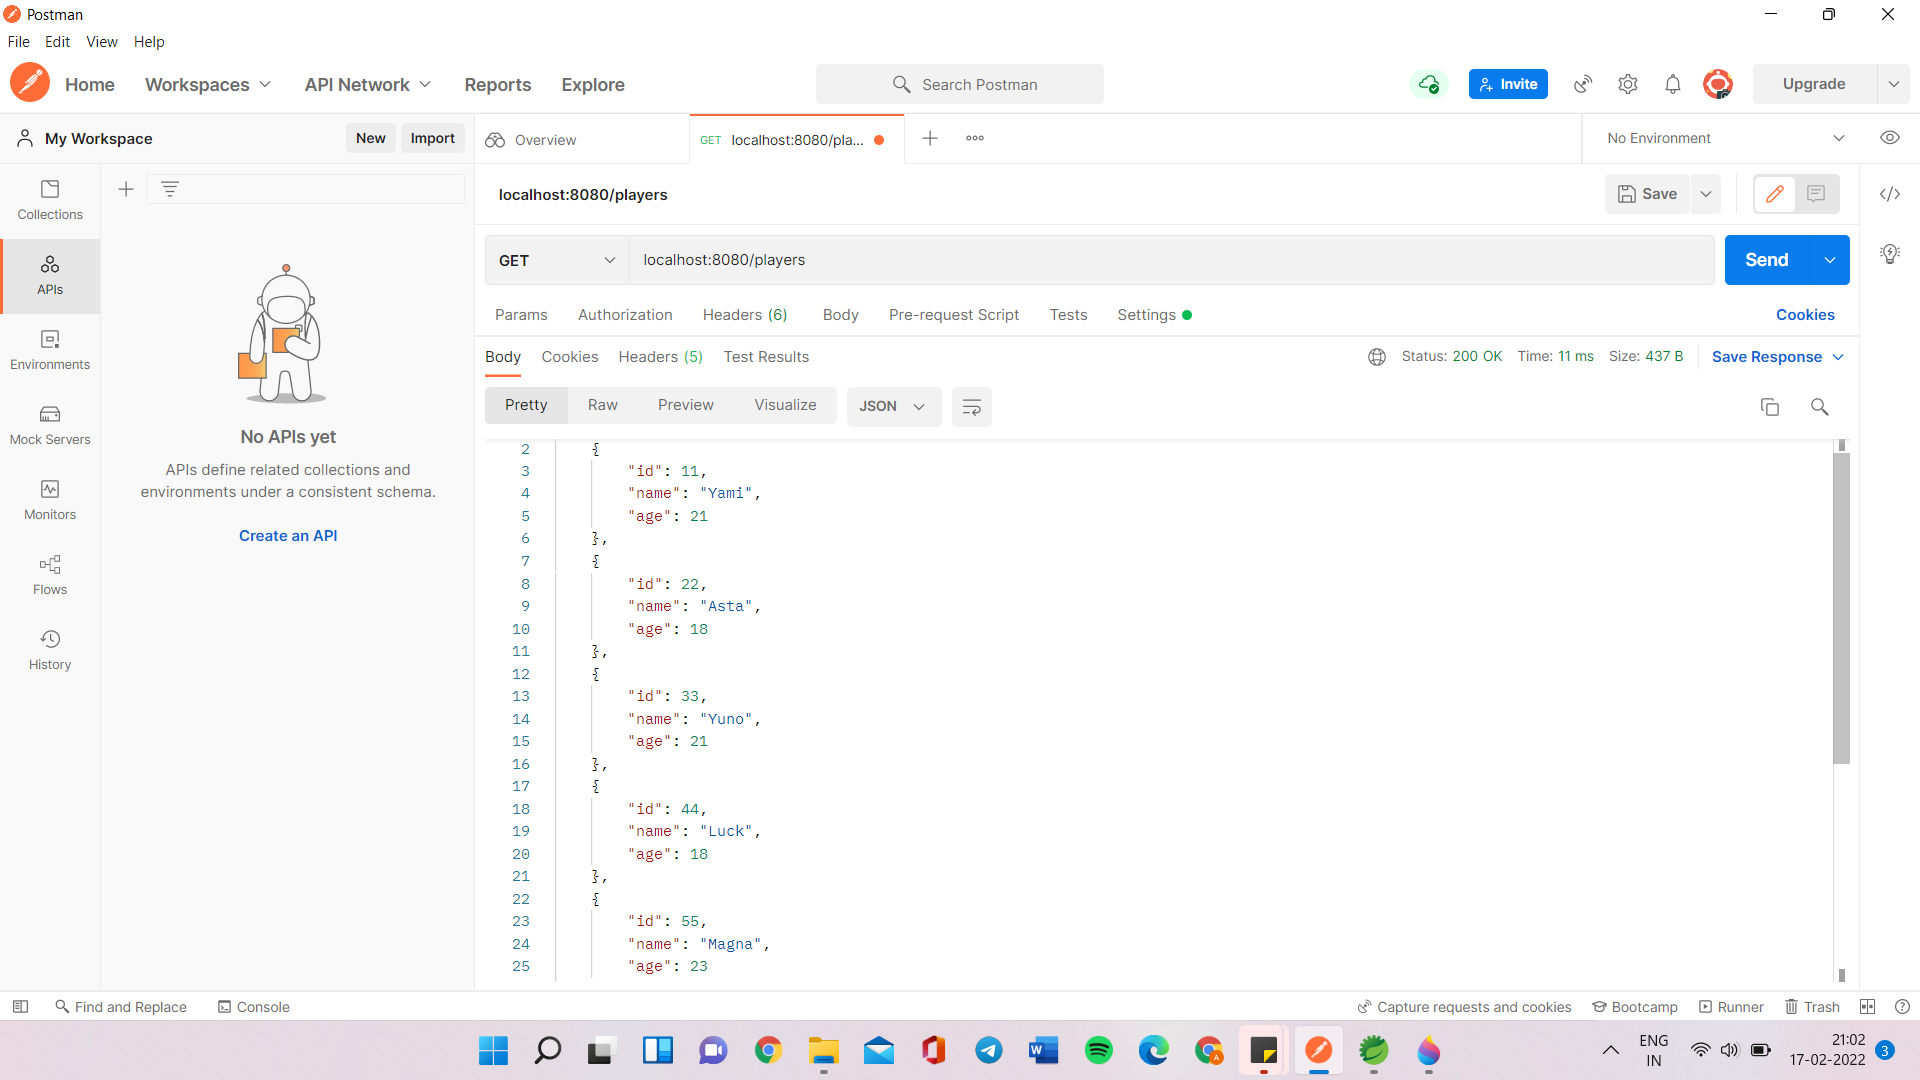 Postman
File Edit View Help
Home Workspaces API Network Reports Explore Search Postman Invite Upgrade
My Workspace New Import Overview GET localhost:8080/pla... No Environment
localhost:8080/players Save
GET localhost:8080/players Send
Params Authorization Headers (6) Body Pre-request Script Tests Settings Cookies
Body Cookies Headers (5) Test Results Status: 200 OK Time: 11 ms Size: 437 B Save Response
Pretty Raw Preview Visualize JSON
Collections
APIs
Environments
Mock Servers
Monitors
Flows
History
No APIs yet
APIs define related collections and
environments under a consistent schema.
Create an API
2 {
3 "id": 11,
4 "name": "Yami",
5 "age": 21
6 },
7 {
8 "id": 22,
9 "name": "Asta",
10 "age": 18
11 },
12 {
13 "id": 33,
14 "name": "Yuno",
15 "age": 21
16 },
17 {
18 "id": 44,
19 "name": "Luck",
20 "age": 18
21 },
22 {
23 "id": 55,
24 "name": "Magna",
25 "age": 23
Find and Replace Console Capture requests and cookies Bootcamp Runner Trash
ENG
IN
21:02
17-02-2022
3